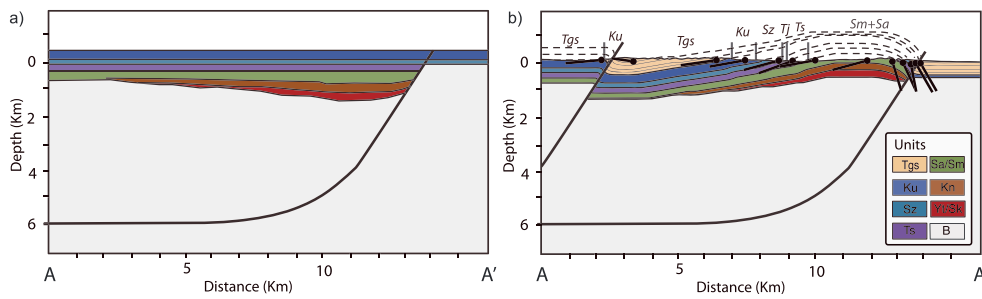 a)
0
2
4
6
Depth (Km)
A
5
10
A'
Distance (Km)
b)
Tgs Ku Tgs Ku Sz Tj Ts Sm+Sa
0
2
4
6
Depth (Km)
Units
Tgs Sa/Sm
Ku Kn
Sz
Ts B
A
5
10
A
Distance (Km)